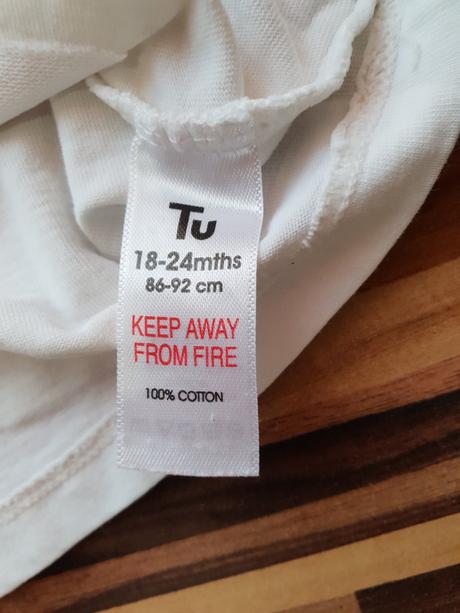 Tu
18-24mths
86-92 cm
KEEP AWAY
FROM FIRE
100% COTTON